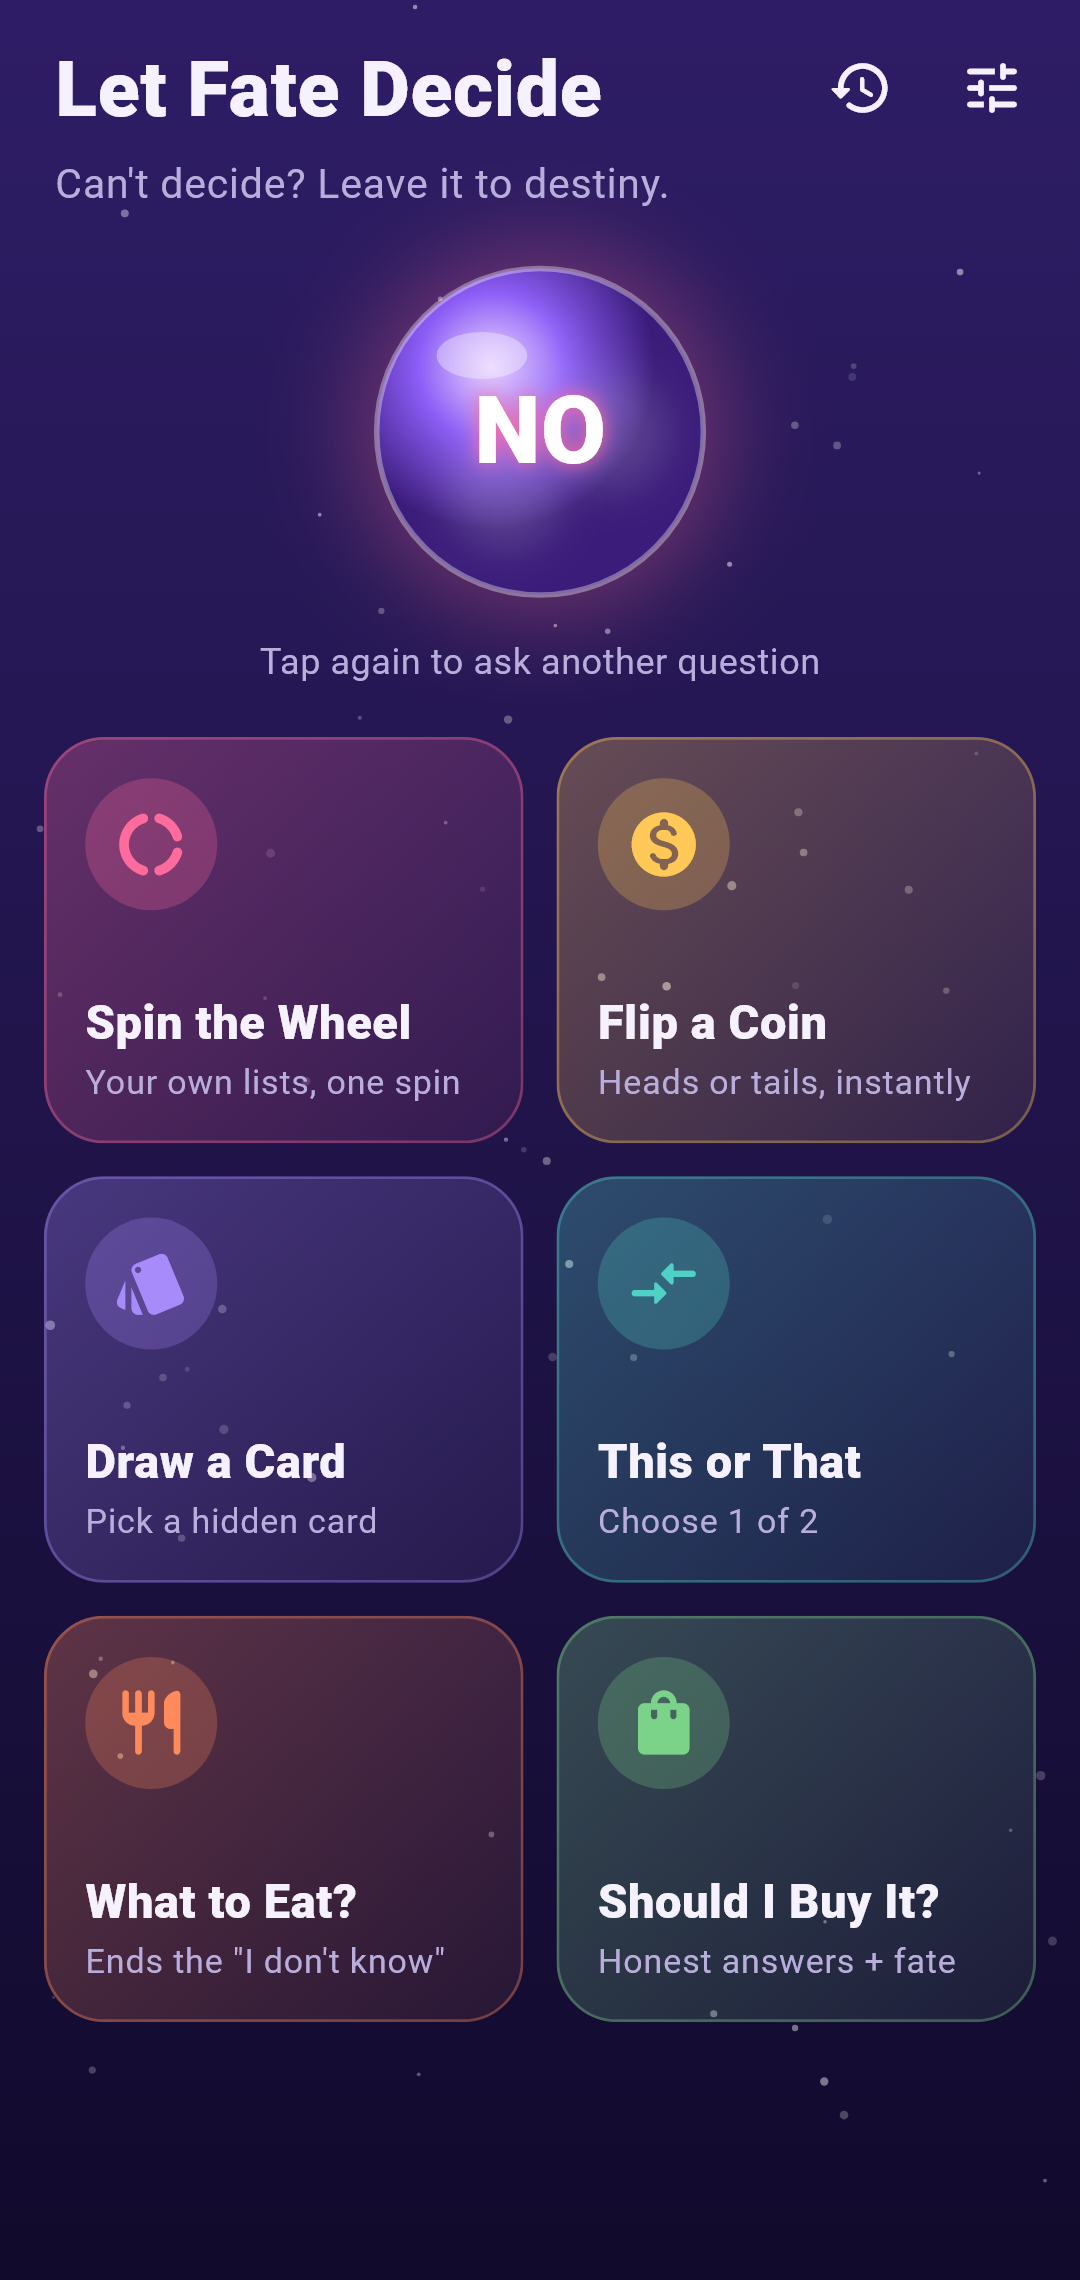 Let Fate Decide
Can't decide? Leave it to destiny.
NO
Tap again to ask another question
Spin the Wheel
Your own lists, one spin
Flip a Coin
Heads or tails, instantly
Draw a Card
Pick a hidden card
This or That
Choose 1 of 2
What to Eat?
Ends the "I don't know"
Should I Buy It?
Honest answers + fate